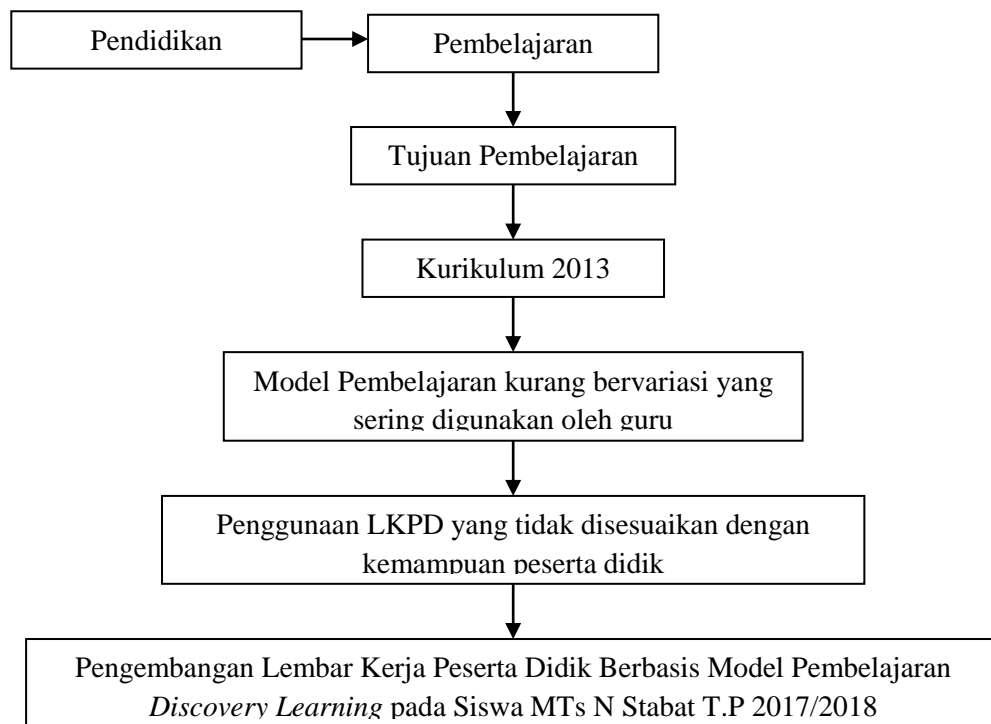 Pendidikan
Pembelajaran
Tujuan Pembelajaran
Kurikulum 2013
Model Pembelajaran kurang bervariasi yang
sering digunakan oleh guru
Penggunaan LKPD yang tidak disesuaikan dengan
kemampuan peserta didik
Pengembangan Lembar Kerja Peserta Didik Berbasis Model Pembelajaran
Discovery Learning pada Siswa MTs N Stabat T.P 2017/2018